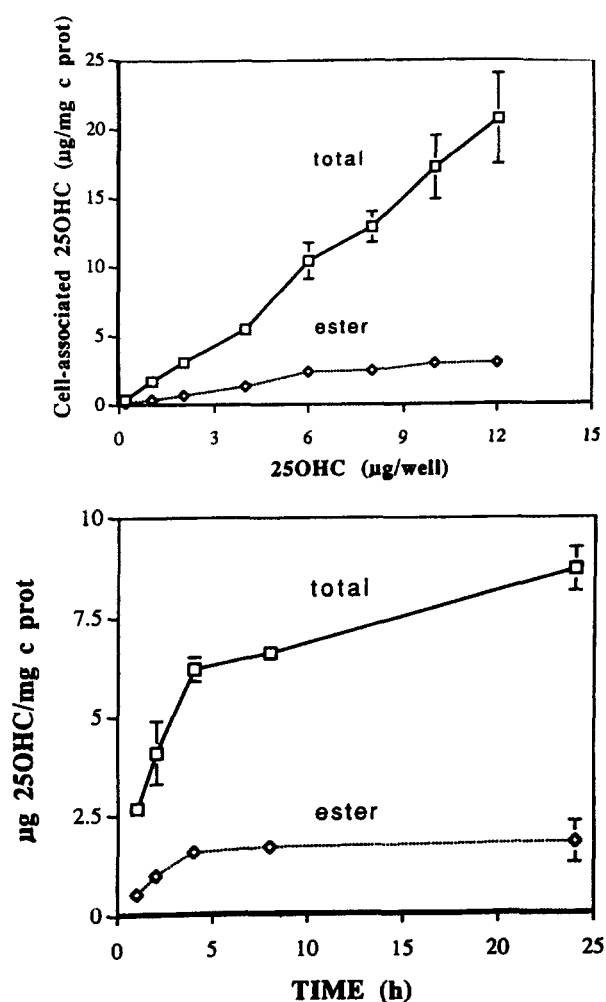 Cell-associated 25OHC (µg/mg c prot)
25
20
15
10
5
0
total
ester
0
3
6
9
12
15
25OHC (µg/well)
µg 25OHC/mg c prot
10
7.5
5
2.5
0
total
ester
0
5
10
15
20
25
TIME (h)